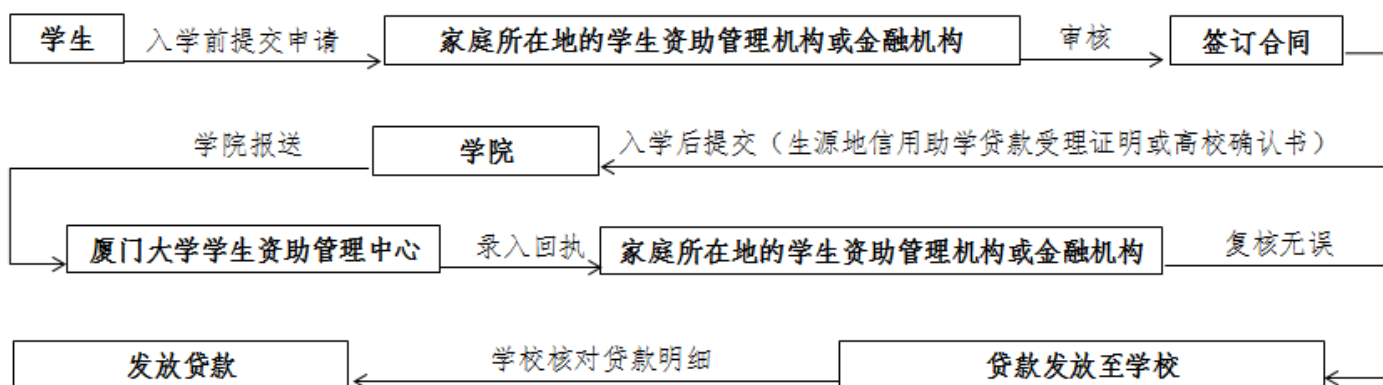 学生 入学前提交申请 家庭所在地的学生资助管理机构或金融机构 审核 签订合同
学院报送 学院 入学后提交（生源地信用助学贷款受理证明或高校确认书）
厦门大学学生资助管理中心 录入回执 家庭所在地的学生资助管理机构或金融机构 复核无误
发放贷款 学校核对贷款明细 贷款发放至学校